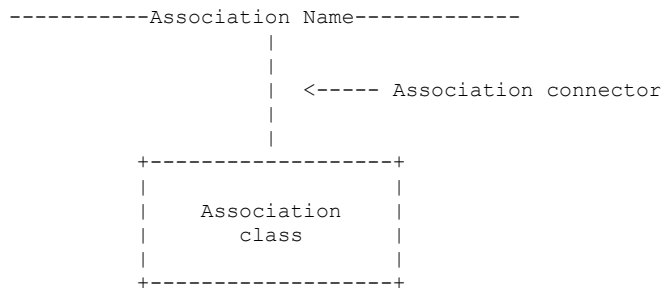 Association Name
<----- Association connector
Association
class